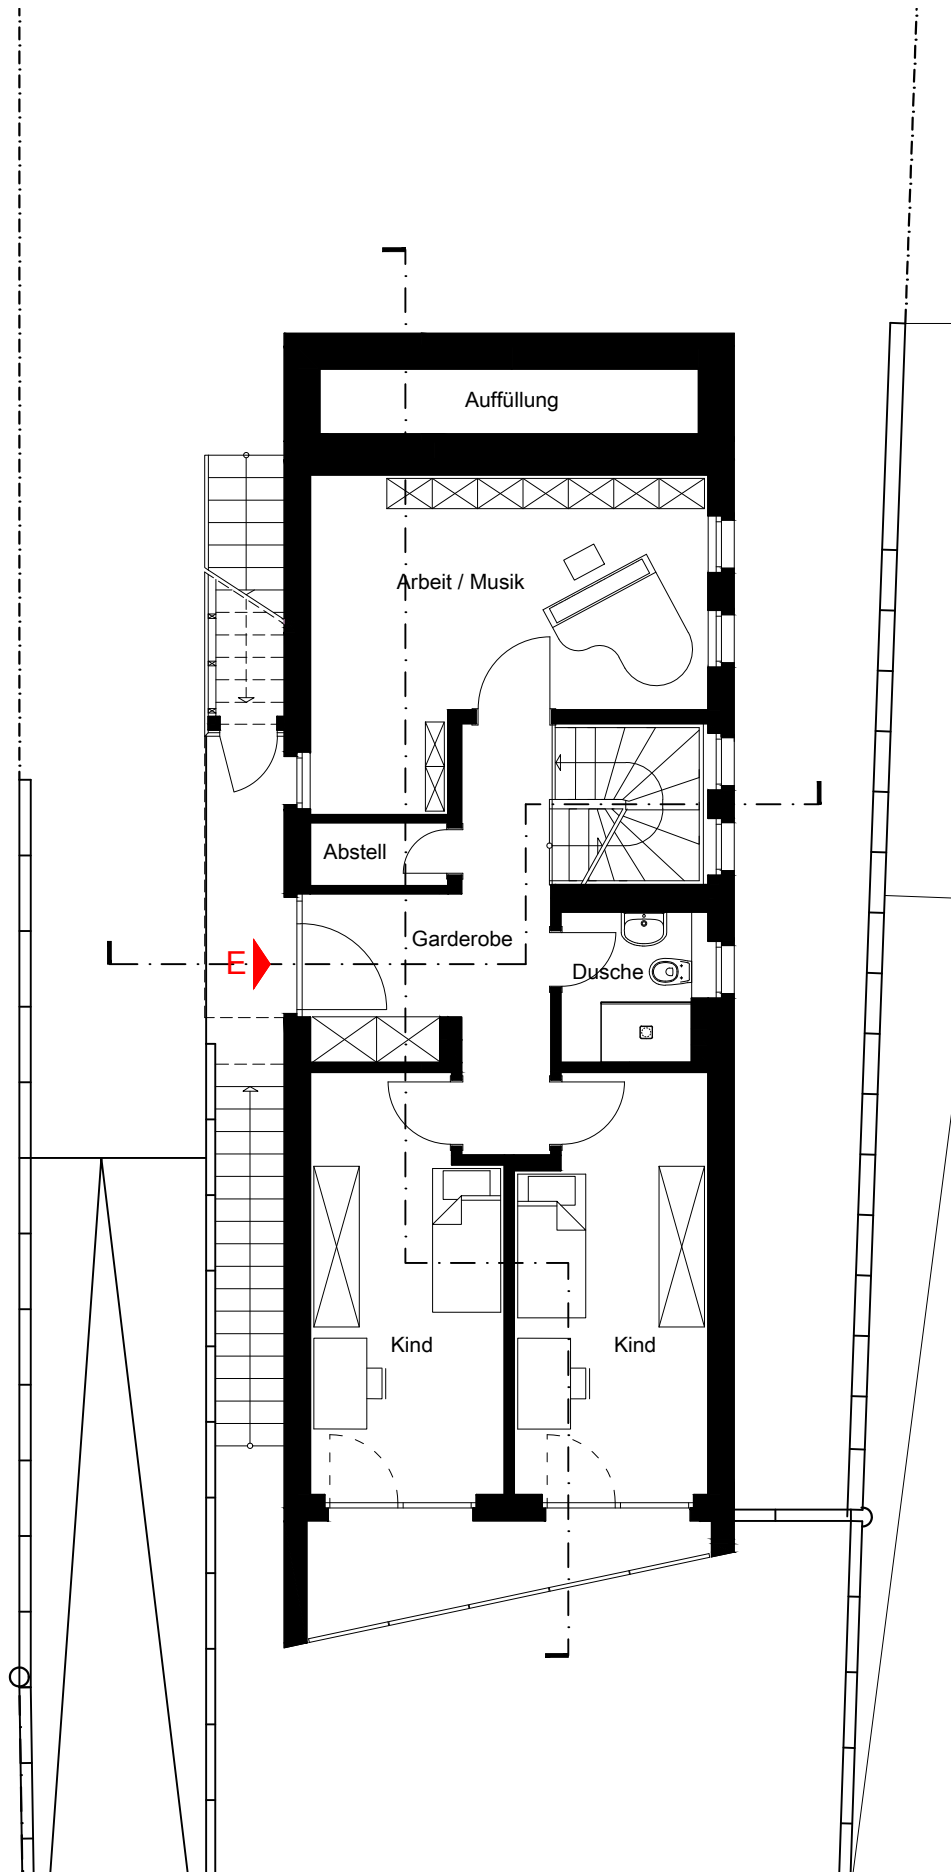 Auffüllung
Arbeit / Musik
Abstell
Garderobe
E
Dusche
Kind
Kind